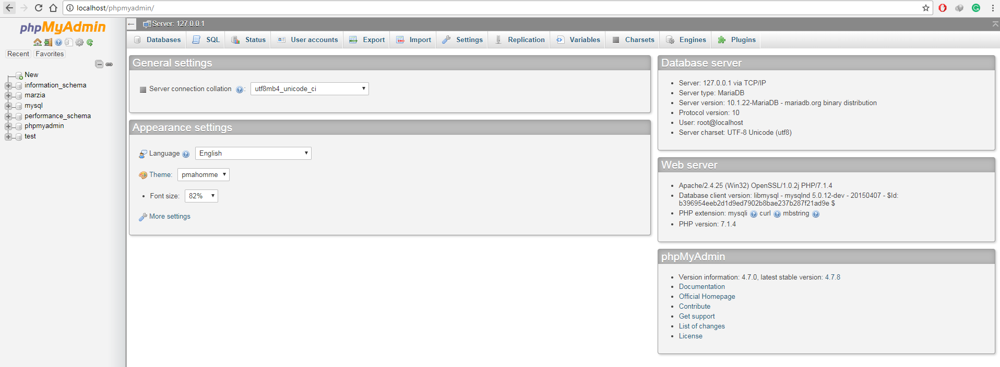 localhost/phpmyadmin/
phpMyAdmin
Recent Favorites
New
information_schema
marzia
mysql
performance_schema
phpmyadmin
test
Server: 127.0.0.1
Databases SQL Status User accounts Export Import Settings Replication Variables Charsets Engines Plugins
General settings
Server connection collation : utf8mb4_unicode_ci
Appearance settings
Language English
Theme: pmahomme
Font size: 82%
More settings
Database server
Server: 127.0.0.1 via TCP/IP
Server type: MariaDB
Server version: 10.1.22-MariaDB - mariadb.org binary distribution
Protocol version: 10
User: root@localhost
Server charset: UTF-8 Unicode (utf8)
Web server
Apache/2.4.25 (Win32) OpenSSL/1.0.2j PHP/7.1.4
Database client version: libmysql - mysqlnd 5.0.12-dev - 20150407 - $Id:
b396954eeb2d1d9ed7902b8bae237b287f21ad9e $
PHP extension: mysqli curl mbstring
PHP version: 7.1.4
phpMyAdmin
Version information: 4.7.0, latest stable version: 4.7.8
Documentation
Official Homepage
Contribute
Get support
List of changes
License